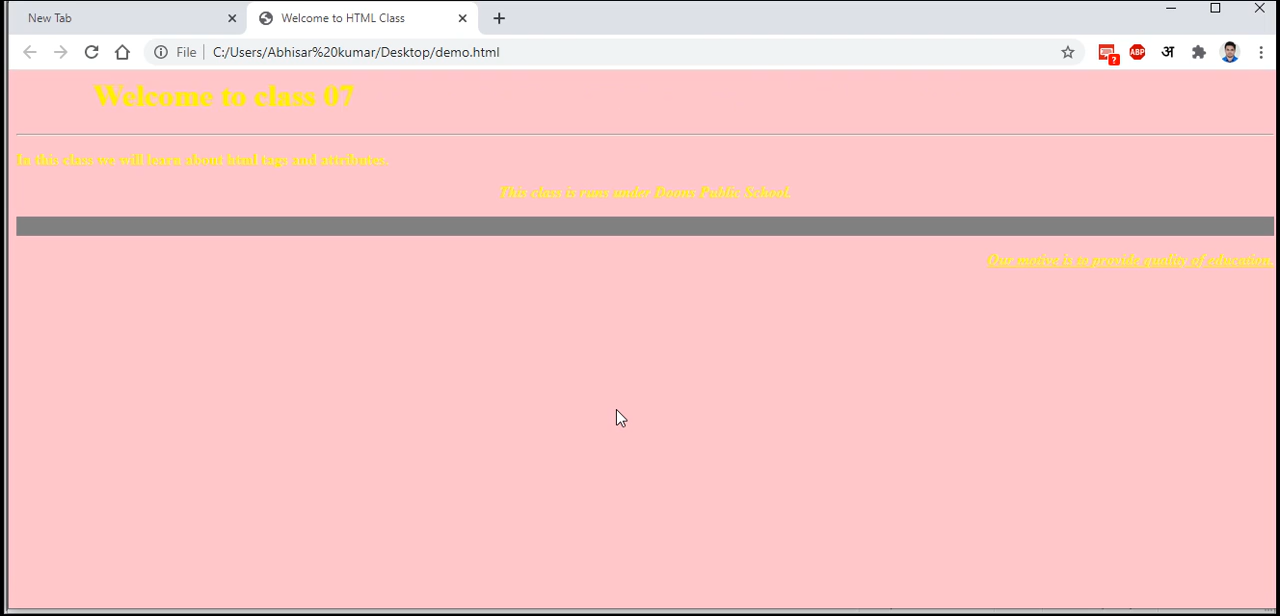 New Tab
Welcome to HTML Class
File
C:/Users/Abhisar%20kumar/Desktop/demo.html
?
ABP
अ
Welcome to class 07
In this class we will learn about html tags and attributes.
This class is runs under Doons Public School.
Our motive is to provide quality of education.